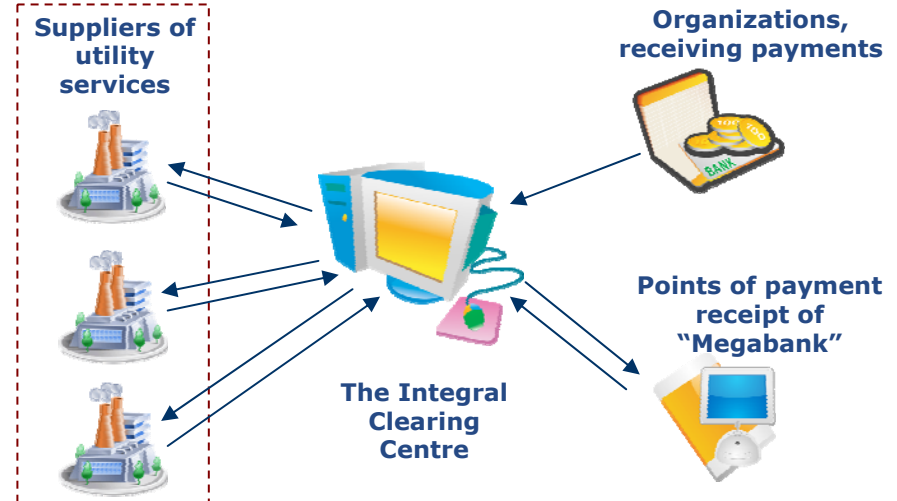 Suppliers of
utility
services
Organizations,
receiving payments
BANK
Points of payment
receipt of
“Megabank”
The Integral
Clearing
Centre